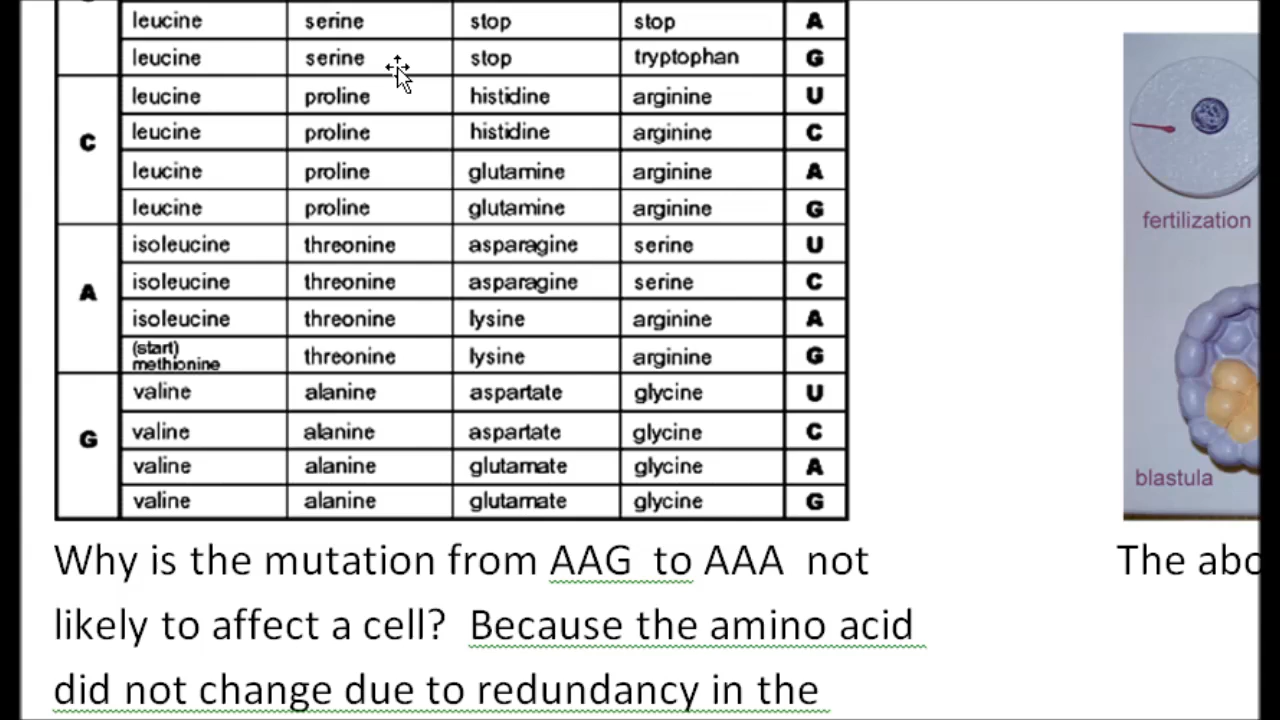 leucine serine stop stop A
leucine serine stop tryptophan G
leucine proline histidine arginine U
C leucine proline histidine arginine C
leucine proline glutamine arginine A
leucine proline glutamine arginine G
isoleucine threonine asparagine serine U
A isoleucine threonine asparagine serine C
isoleucine threonine lysine arginine A
(start) methionine threonine lysine arginine G
valine alanine aspartate glycine U
G valine alanine aspartate glycine C
valine alanine glutamate glycine A
valine alanine glutamate glycine G
Why is the mutation from AAG to AAA not
likely to affect a cell? Because the amino acid
did not change due to redundancy in the
fertilization
blastula
The